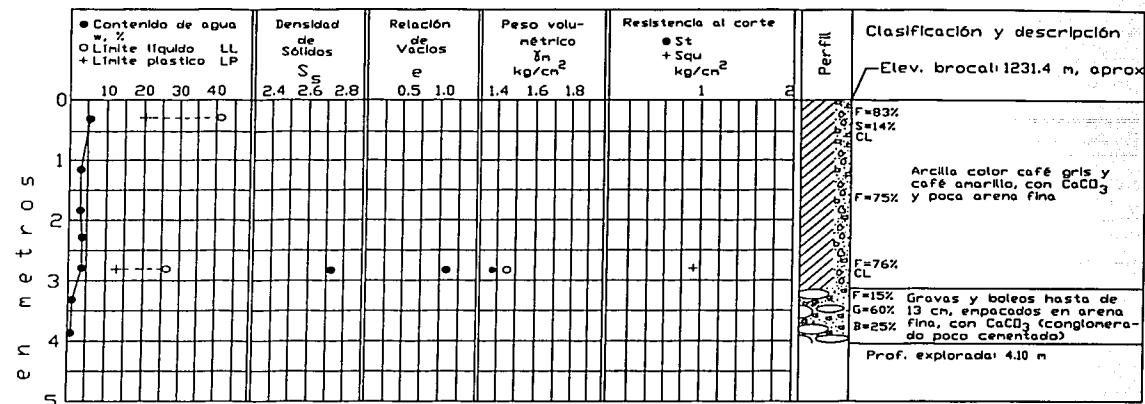 ● Contenido de agua
w, %
○ Límite líquido LL
+ Límite plastico LP
10 20 30 40
Densidad
de
Sólidos
Ss
2.4 2.6 2.8
Relación
de
Vacios
e
0.5 1.0
Peso volu-
métrico
γm
kg/cm²
1.4 1.6 1.8
Resistencia al corte
● St
+ Squ
kg/cm²
1 2
Perfil
Clasificación y descripción
Elev. brocal: 1231.4 m, aprox
en metros
0
1
2
3
4
5
F=83%
S=14%
CL
Arcilla color café gris y
café amarillo, con CaCO3
F=75% y poca arena fina
F=76%
CL
F=15% Gravas y boleos hasta de
G=60% 13 cm, empacados en arena
B=25% fina, con CaCO3 (conglomera-
do poco cementado)
Prof. explorada: 4.10 m